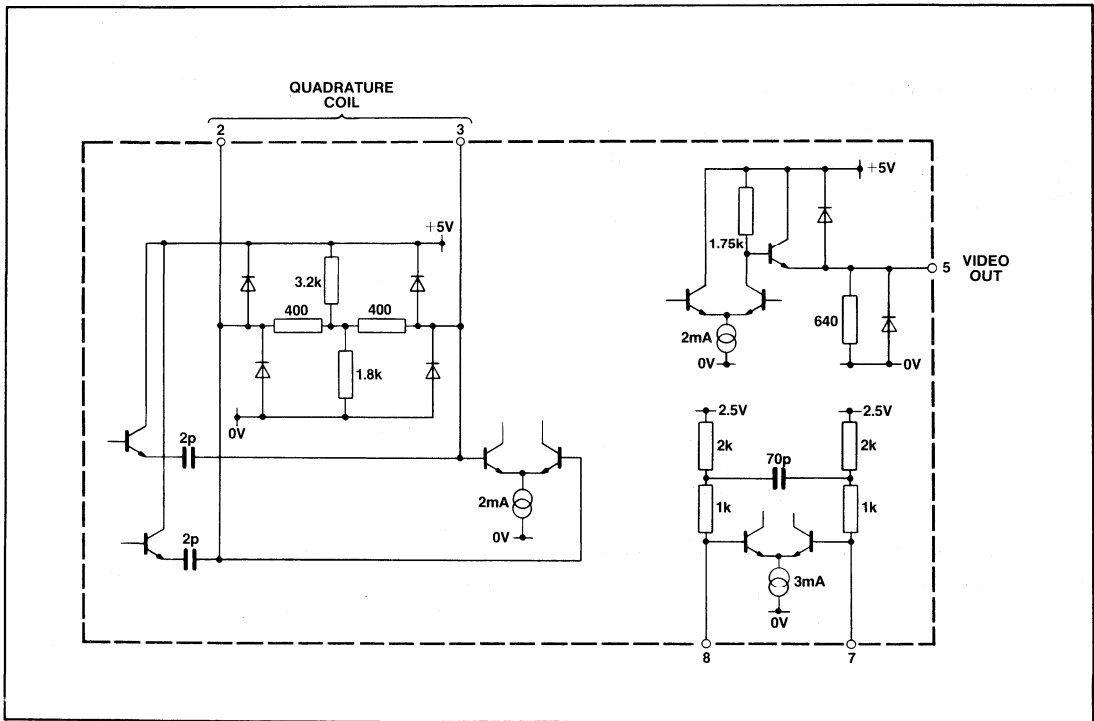 QUADRATURE
COIL
2
3
+5V
3.2k
400
400
1.8k
0V
2p
2p
2mA
0V
+5V
1.75k
5
VIDEO
OUT
640
2mA
0V
0V
2.5V
2.5V
2k
2k
70p
1k
1k
3mA
0V
8
7